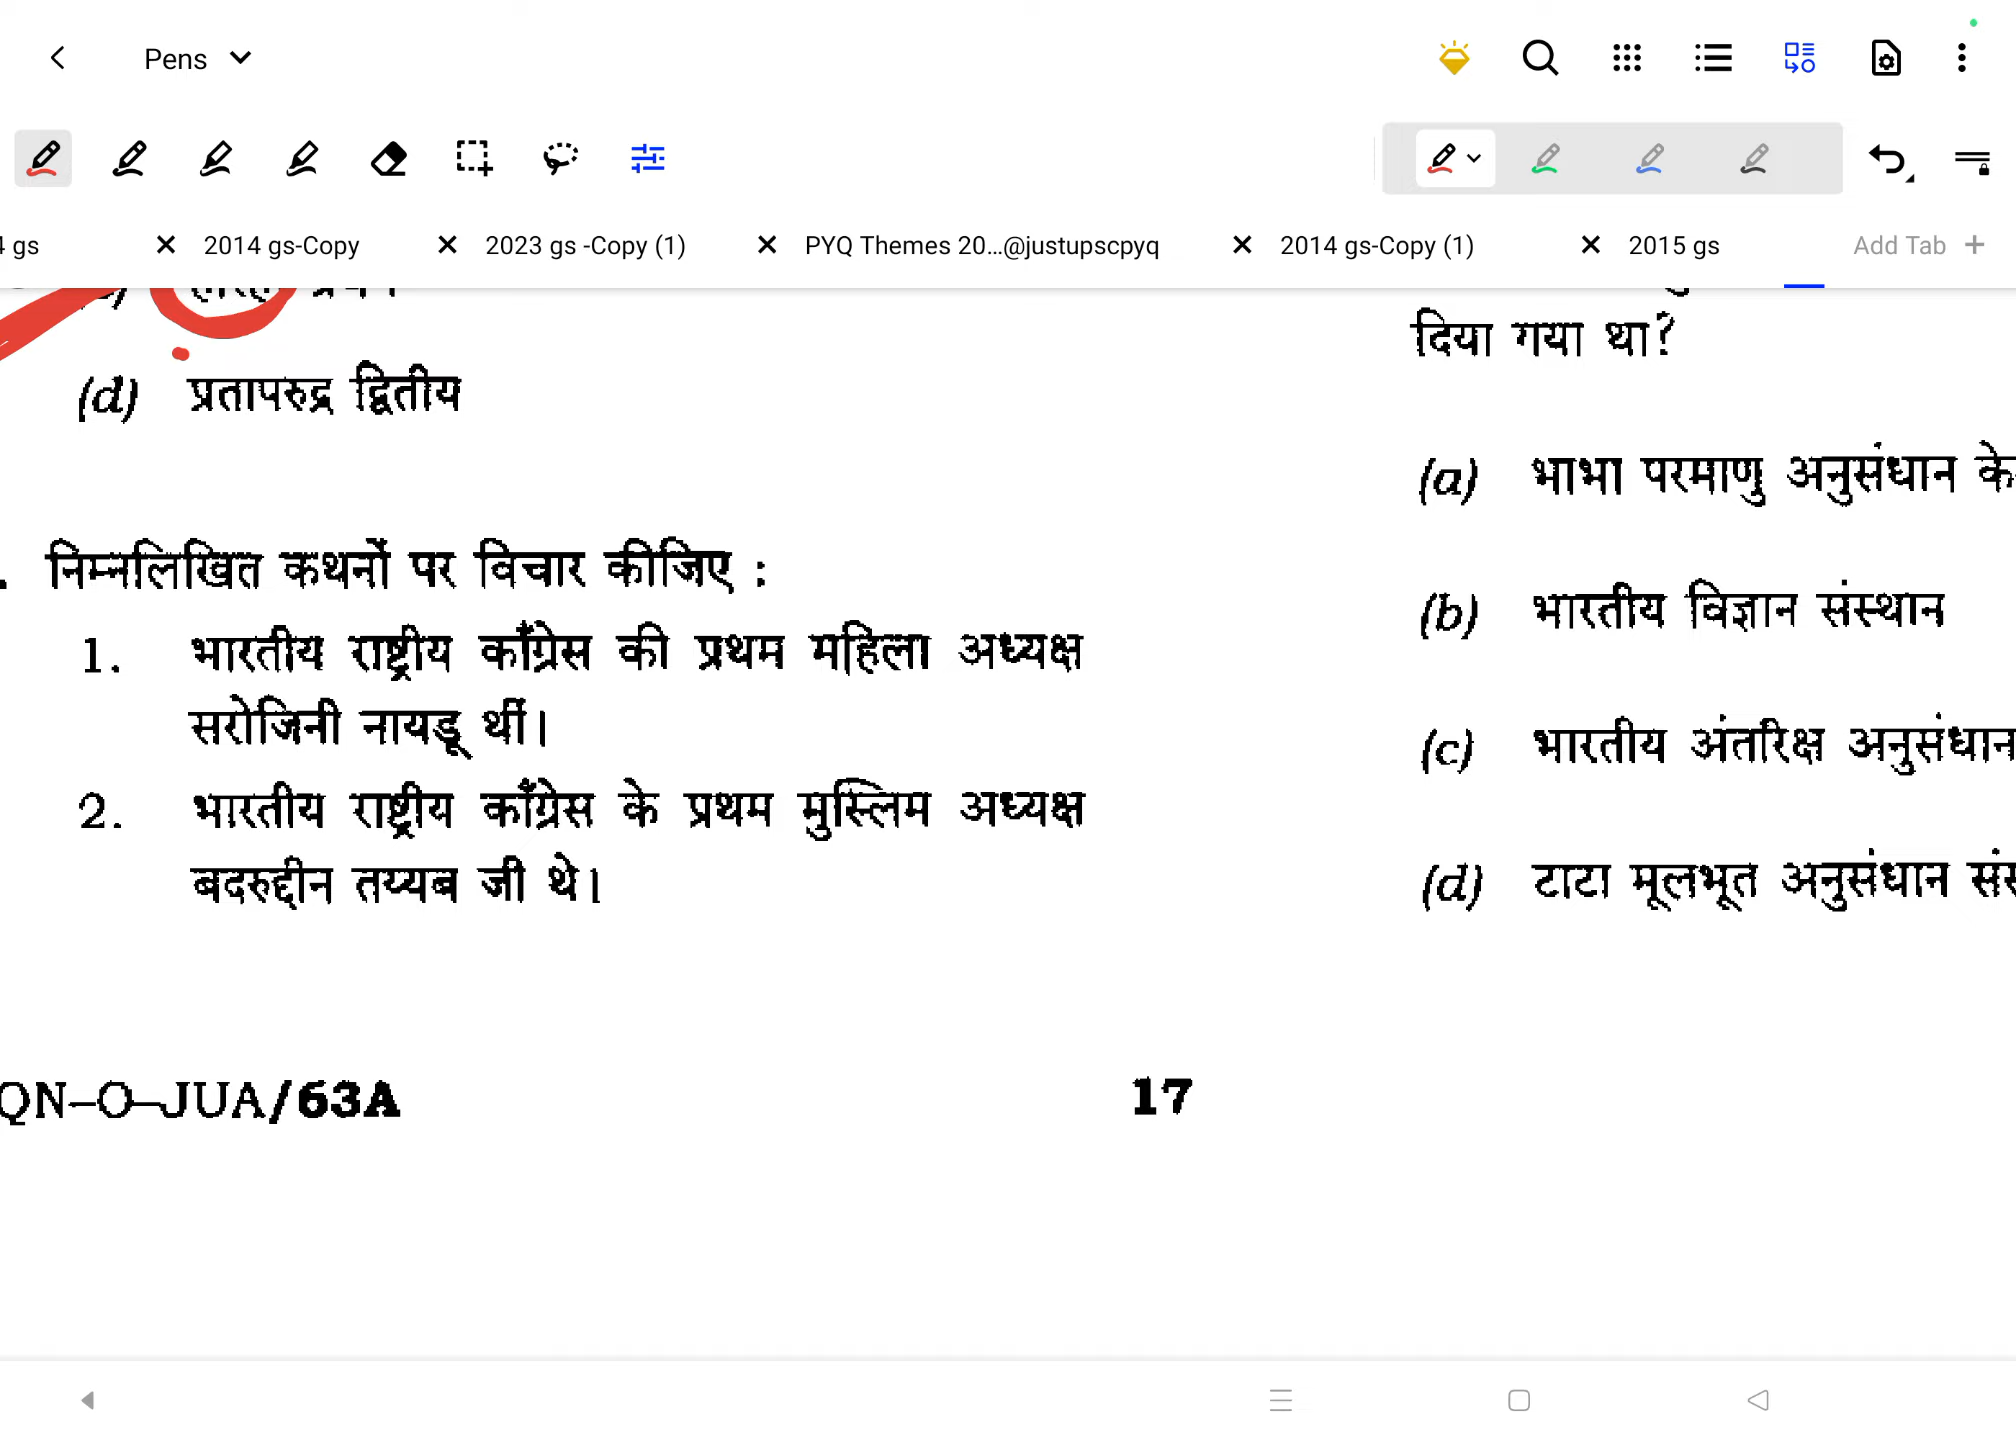 Pens
4 gs
2014 gs-Copy
2023 gs -Copy (1)
PYQ Themes 20...@justupscpyq
2014 gs-Copy (1)
2015 gs
Add Tab +
(d) प्रतापरुद्र द्वितीय
. निम्नलिखित कथनों पर विचार कीजिए :
1. भारतीय राष्ट्रीय काँग्रेस की प्रथम महिला अध्यक्ष
सरोजिनी नायडू थीं।
2. भारतीय राष्ट्रीय काँग्रेस के प्रथम मुस्लिम अध्यक्ष
बदरुद्दीन तय्यब जी थे।
दिया गया था?
(a) भाभा परमाणु अनुसंधान
(b) भारतीय विज्ञान संस्थान
(c) भारतीय अंतरिक्ष अनुसंधान
(d) टाटा मूलभूत अनुसंधान
QN-O-JUA/63A
17